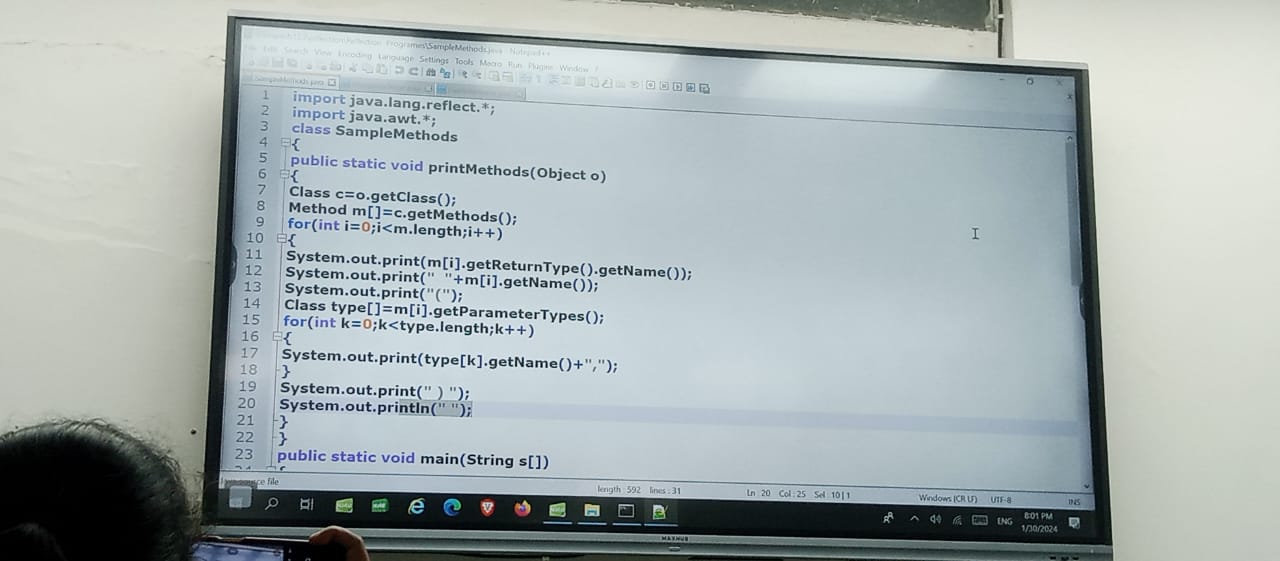 Programes\SampleMethods.java - Notepad++
Edit Search View Encoding Language Settings Tools Macro Run Plugins Window ?
SampleMethods.java
1 import java.lang.reflect.*;
2 import java.awt.*;
3 class SampleMethods
4 {
5 public static void printMethods(Object o)
6 {
7 Class c=o.getClass();
8 Method m[]=c.getMethods();
9 for(int i=0;i<m.length;i++)
10 {
11 System.out.print(m[i].getReturnType().getName());
12 System.out.print("  "+m[i].getName());
13 System.out.print("(");
14 Class type[]=m[i].getParameterTypes();
15 for(int k=0;k<type.length;k++)
16 {
17 System.out.print(type[k].getName()+",");
18 }
19 System.out.print(" ) ");
20 System.out.println(" ");
21 }
22 }
23 public static void main(String s[])
24 {
Java source file length : 592 lines : 31 Ln : 20 Col : 25 Sel : 10 | 1 Windows (CR LF) UTF-8 INS
ENG 8:01 PM
1/30/2024
MAXHUB